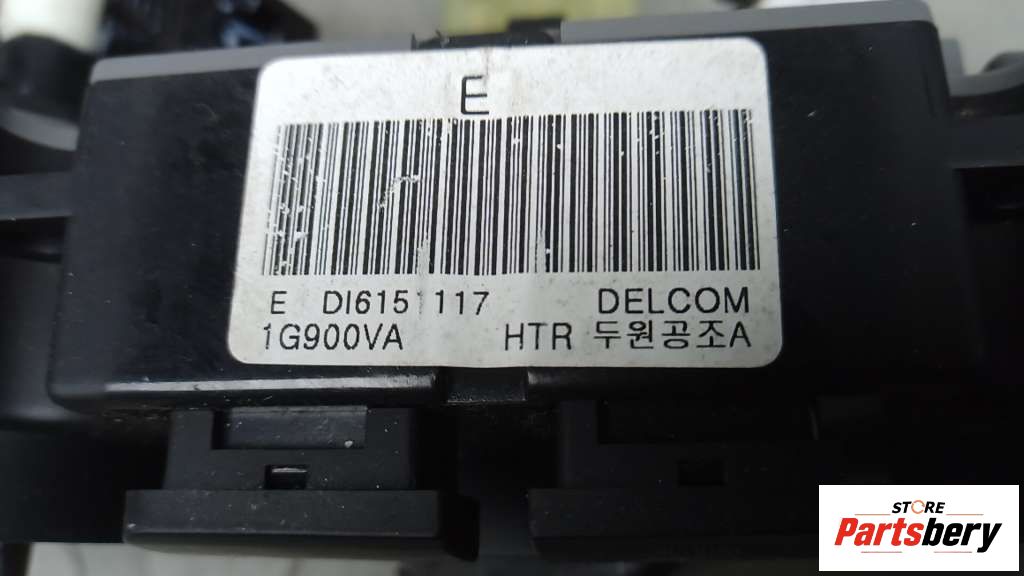 E
E DI6151117 DELCOM
1G900VA HTR 두원공조A
STORE
Partsbery